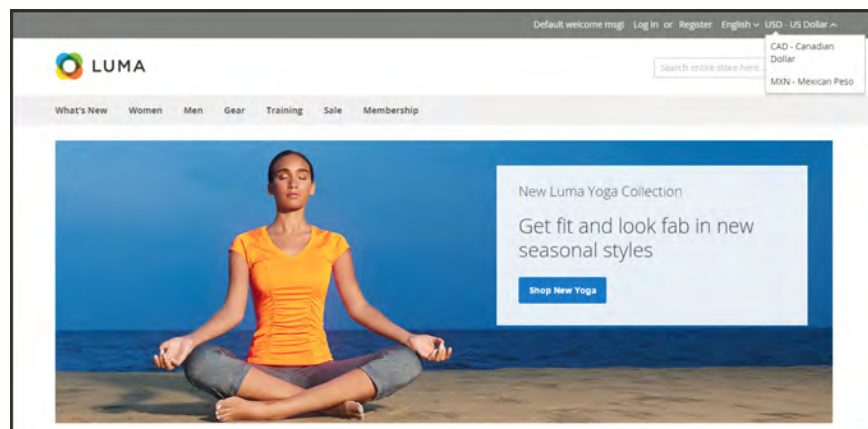 Default welcome msg! Log In or Register English USD - US Dollar
CAD - Canadian
Dollar
MXN - Mexican Peso
LUMA
Search entire store here...
What's New Women Men Gear Training Sale Membership
New Luma Yoga Collection
Get fit and look fab in new
seasonal styles
Shop New Yoga